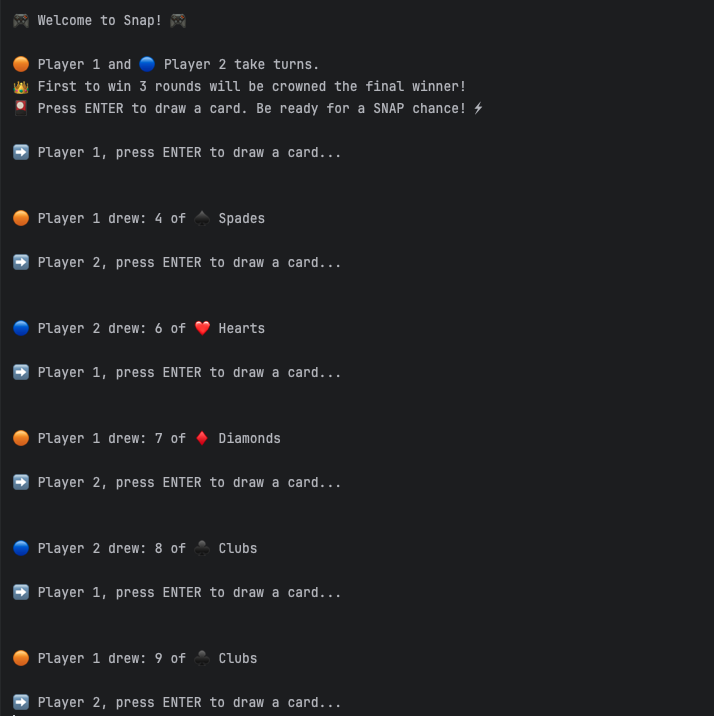 🎮 Welcome to Snap! 🎮
🟠 Player 1 and 🔵 Player 2 take turns.
👑 First to win 3 rounds will be crowned the final winner!
🎴 Press ENTER to draw a card. Be ready for a SNAP chance! ⚡
➡️ Player 1, press ENTER to draw a card...
🟠 Player 1 drew: 4 of ♠️ Spades
➡️ Player 2, press ENTER to draw a card...
🔵 Player 2 drew: 6 of ❤️ Hearts
➡️ Player 1, press ENTER to draw a card...
🟠 Player 1 drew: 7 of ♦️ Diamonds
➡️ Player 2, press ENTER to draw a card...
🔵 Player 2 drew: 8 of ♣️ Clubs
➡️ Player 1, press ENTER to draw a card...
🟠 Player 1 drew: 9 of ♣️ Clubs
➡️ Player 2, press ENTER to draw a card...